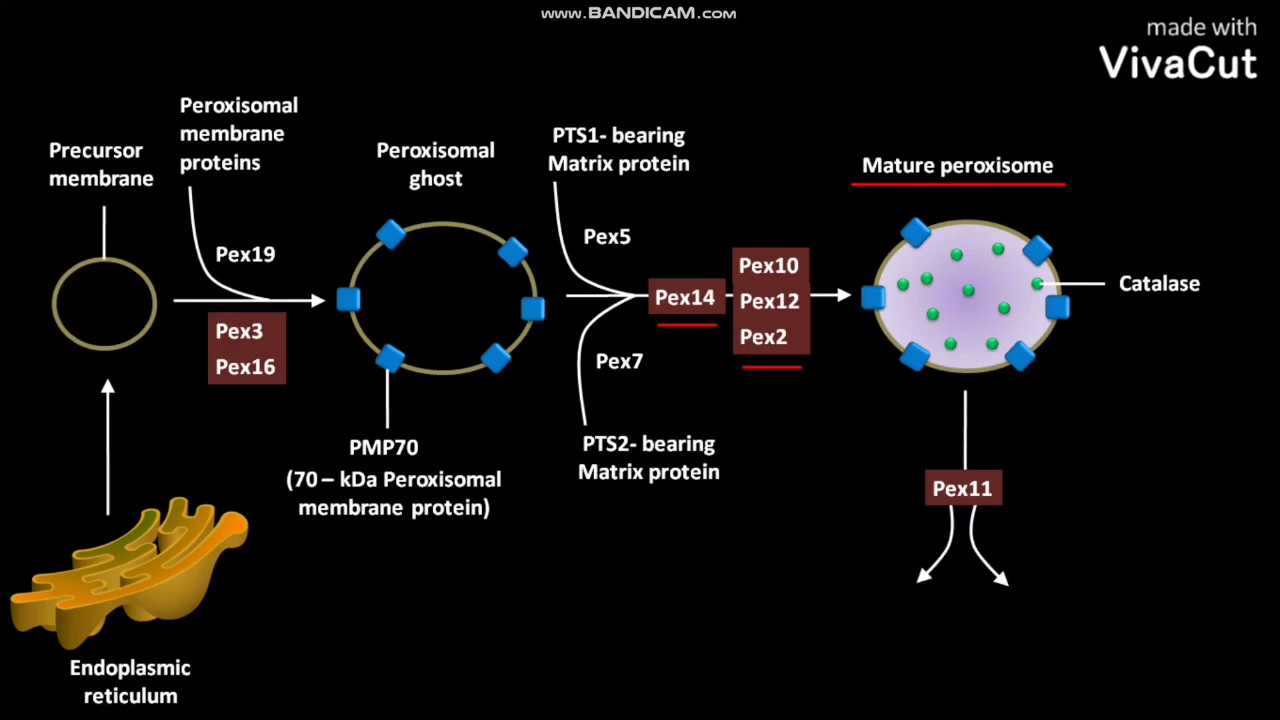 www.BANDICAM.com
made with
VivaCut
Peroxisomal
membrane
proteins
Precursor
membrane
Peroxisomal
ghost
PTS1- bearing
Matrix protein
Mature peroxisome
Pex19
Pex3
Pex16
Pex5
Pex14
Pex10
Pex12
Pex2
Pex7
Catalase
PMP70
(70 – kDa Peroxisomal
membrane protein)
PTS2- bearing
Matrix protein
Pex11
Endoplasmic
reticulum